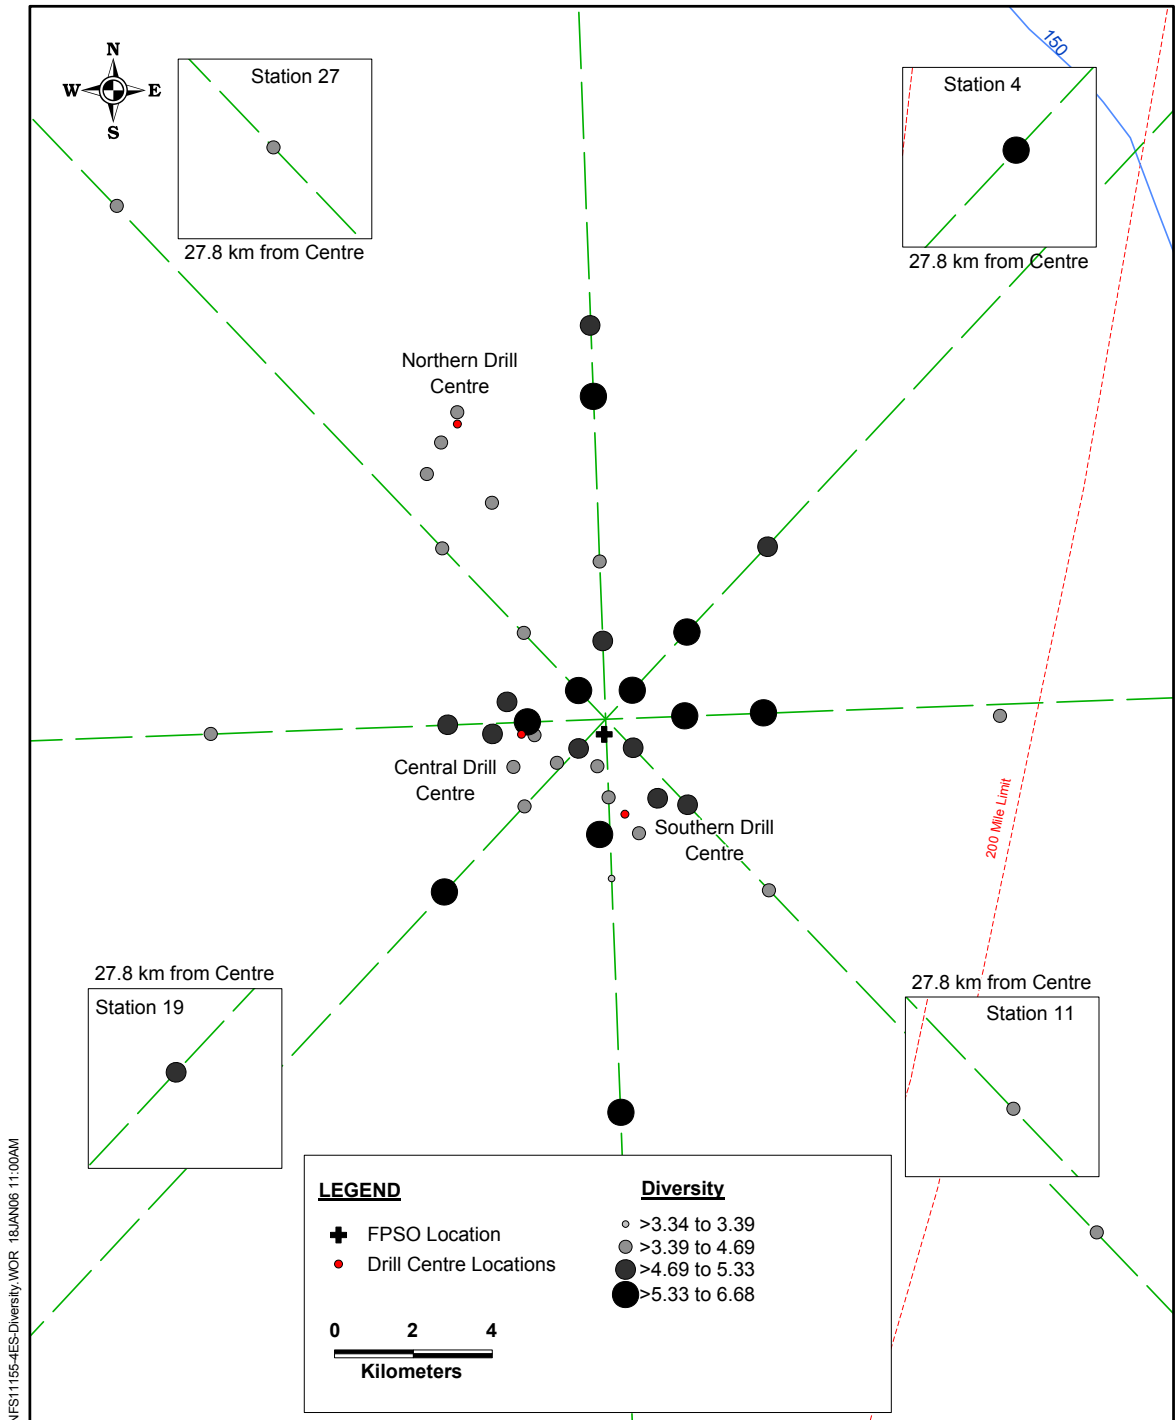 N
W E
S
Station 27
27.8 km from Centre
Station 4
27.8 km from Centre
150
Northern Drill
Centre
Central Drill
Centre
Southern Drill
Centre
200 Mile Limit
27.8 km from Centre
Station 19
27.8 km from Centre
Station 11
LEGEND
FPSO Location
Drill Centre Locations
0 2 4
Kilometers
Diversity
>3.34 to 3.39
>3.39 to 4.69
>4.69 to 5.33
>5.33 to 6.68
NFS11155-4ES-Diversity.WOR 18JAN06 11:00AM